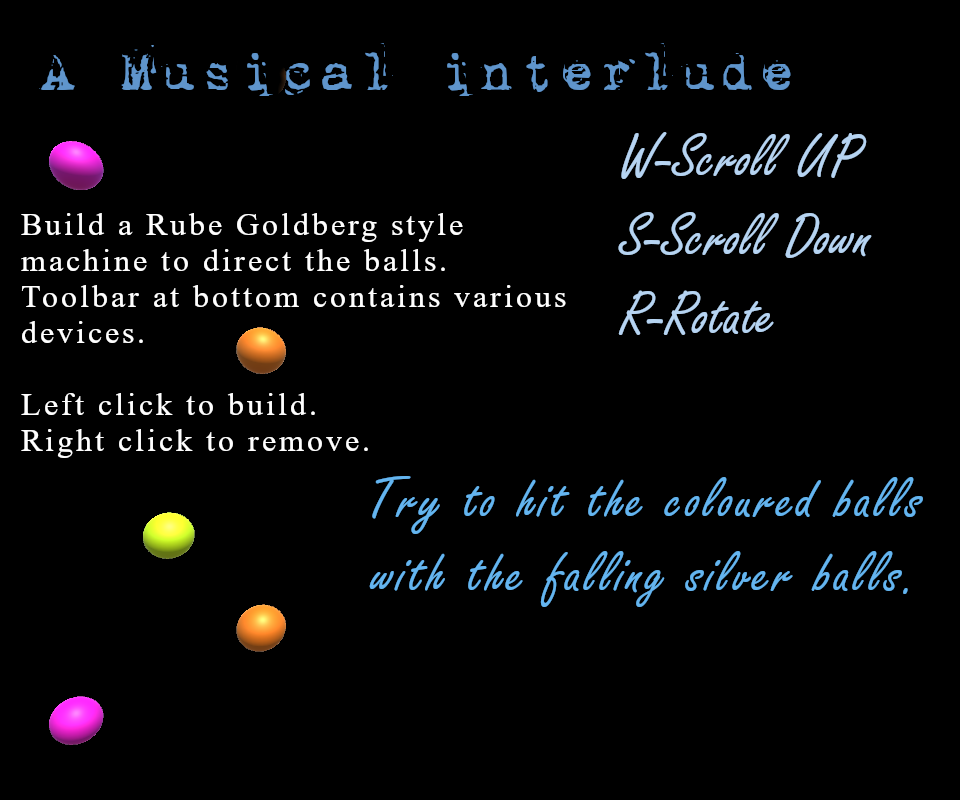 A Musical interlude
W-Scroll UP
S-Scroll Down
R-Rotate
Build a Rube Goldberg style
machine to direct the balls.
Toolbar at bottom contains various
devices.
Left click to build.
Right click to remove.
Try to hit the coloured balls
with the falling silver balls.